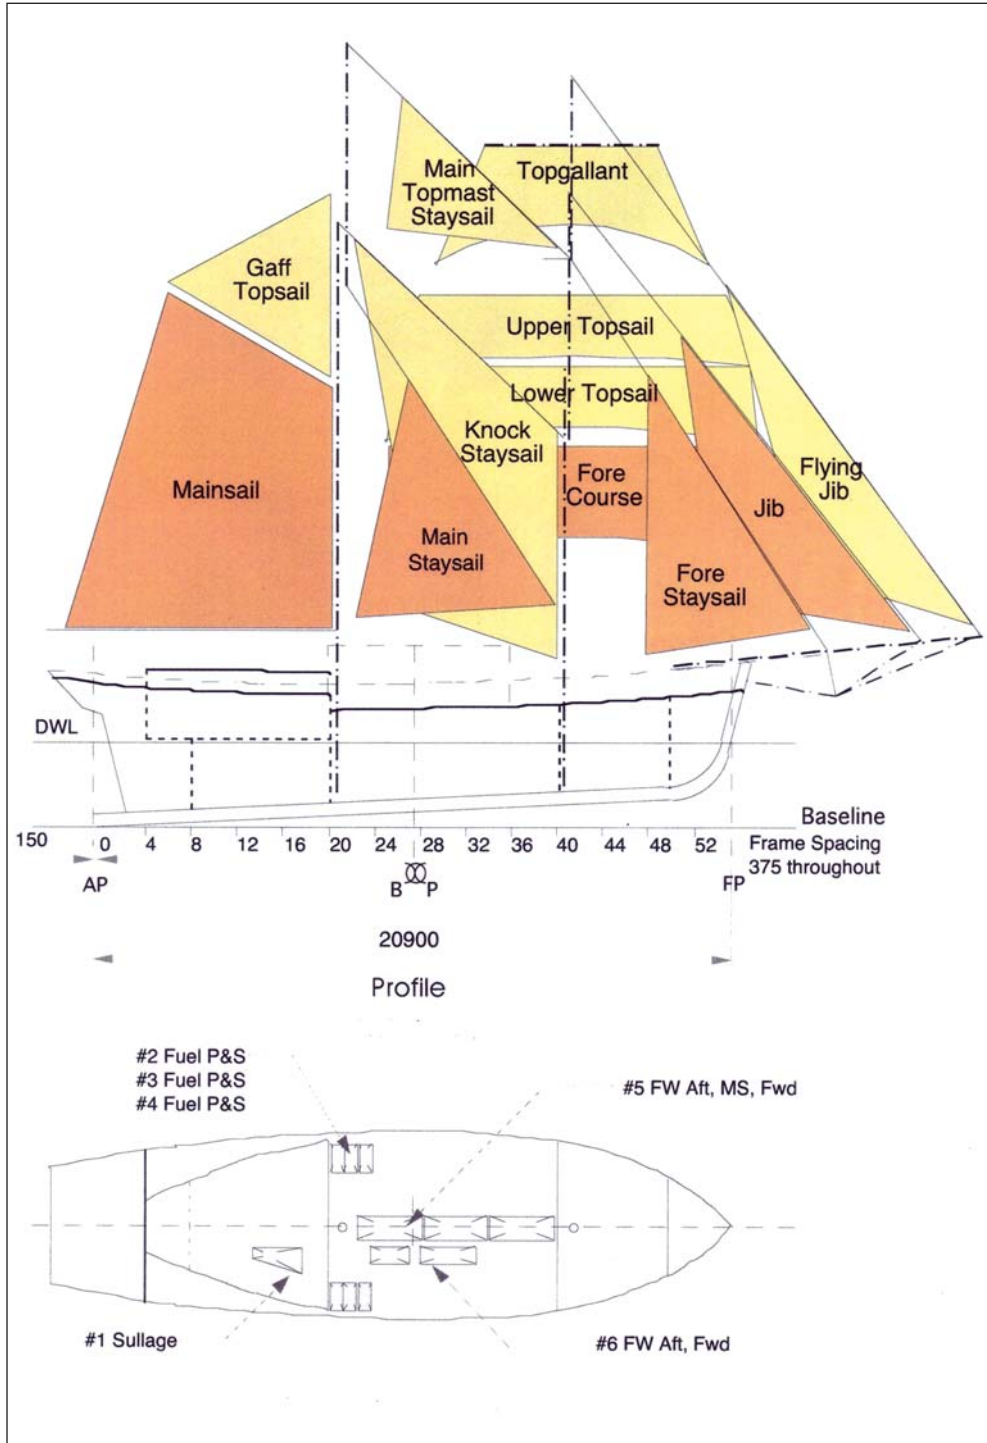 Main
Topmast
Staysail
Topgallant
Gaff
Topsail
Upper Topsail
Lower Topsail
Knock
Staysail
Mainsail
Fore
Course
Flying
Jib
Jib
Main
Staysail
Fore
Staysail
DWL
Baseline
150 0 4 8 12 16 20 24 28 32 36 40 44 48 52
Frame Spacing
375 throughout
AP B P FP
20900
Profile
#2 Fuel P&S
#3 Fuel P&S
#4 Fuel P&S
#5 FW Aft, MS, Fwd
#1 Sullage
#6 FW Aft, Fwd